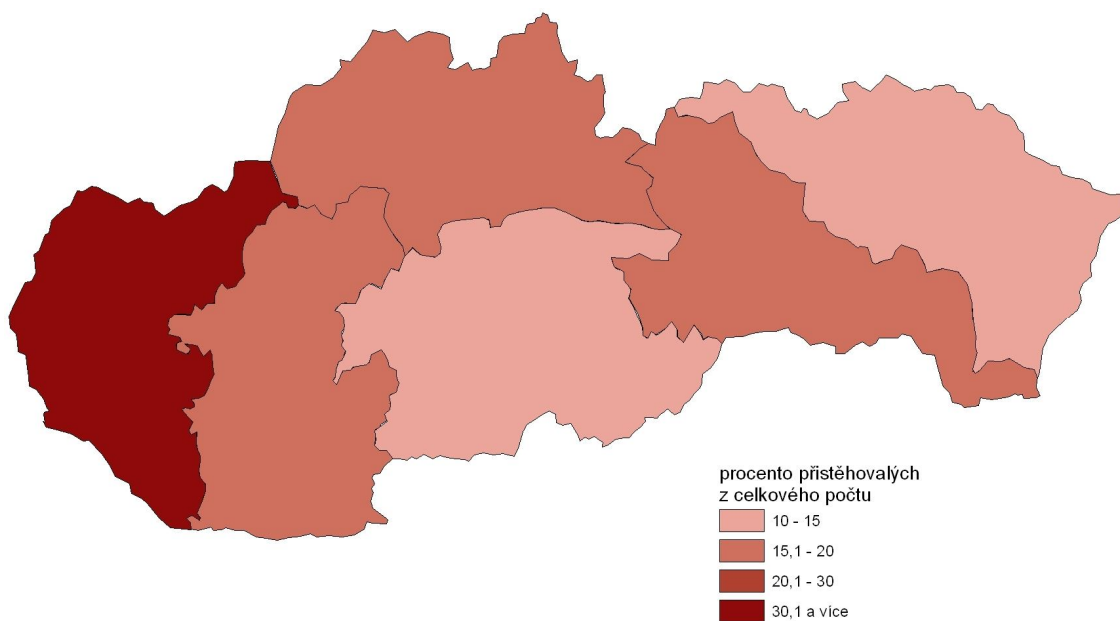 procento přistěhovalých
z celkového počtu
10 - 15
15,1 - 20
20,1 - 30
30,1 a více